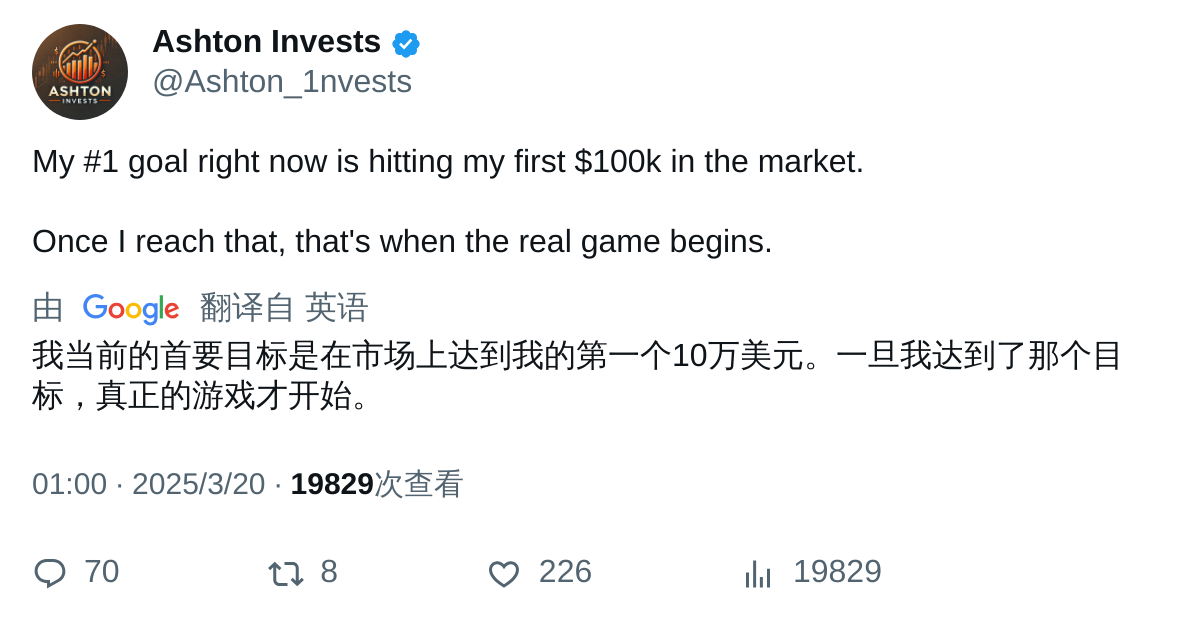 ASHTON
INVESTS
Ashton Invests
@Ashton_1nvests
My #1 goal right now is hitting my first $100k in the market.
Once I reach that, that's when the real game begins.
由 Google 翻译自 英语
我当前的首要目标是在市场上达到我的第一个10万美元。一旦我达到了那个目
标，真正的游戏才开始。
01:00 · 2025/3/20 · 19829次查看
70 8 226 19829